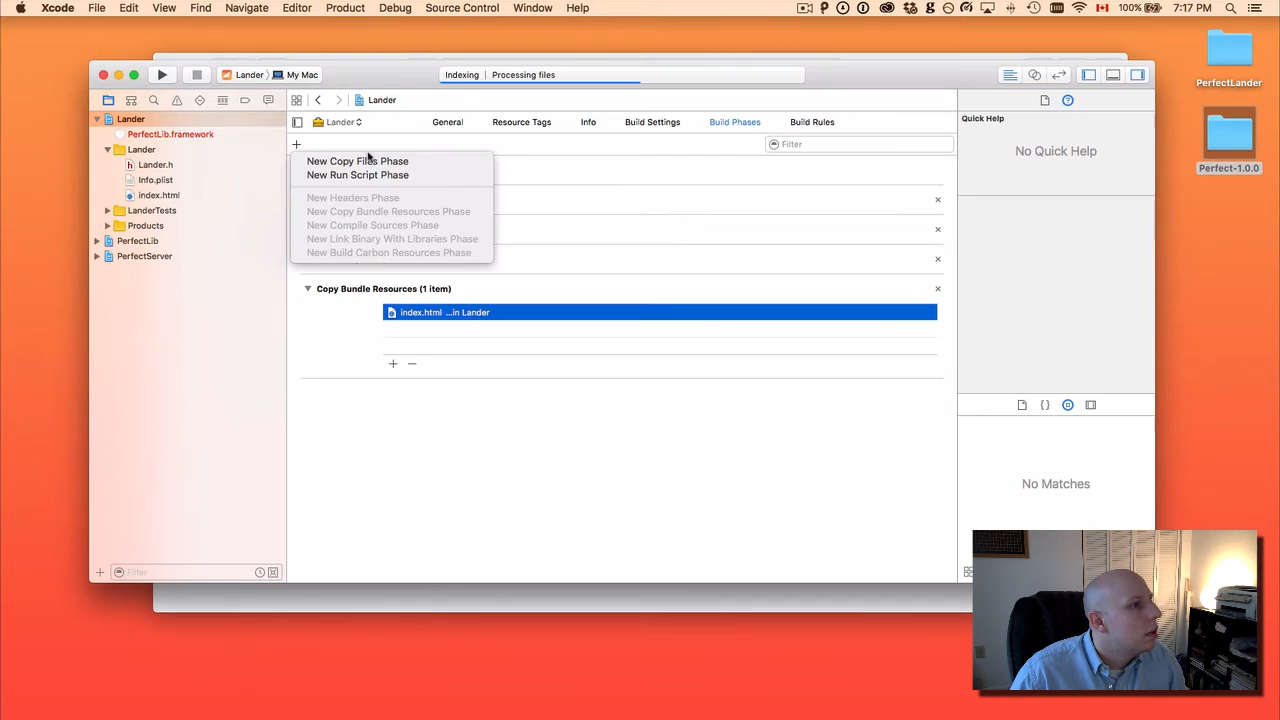 Xcode File Edit View Find Navigate Editor Product Debug Source Control Window Help 100% 7:17 PM
Lander My Mac Indexing Processing files
Lander
Lander General Resource Tags Info Build Settings Build Phases Build Rules
Filter
Lander
PerfectLib.framework
Lander
Lander.h
Info.plist
index.html
LanderTests
Products
PerfectLib
PerfectServer
Filter
New Copy Files Phase
New Run Script Phase
New Headers Phase
New Copy Bundle Resources Phase
New Compile Sources Phase
New Link Binary With Libraries Phase
New Build Carbon Resources Phase
Copy Bundle Resources (1 item)
index.html ...in Lander
Quick Help
No Quick Help
No Matches
PerfectLander
Perfect-1.0.0